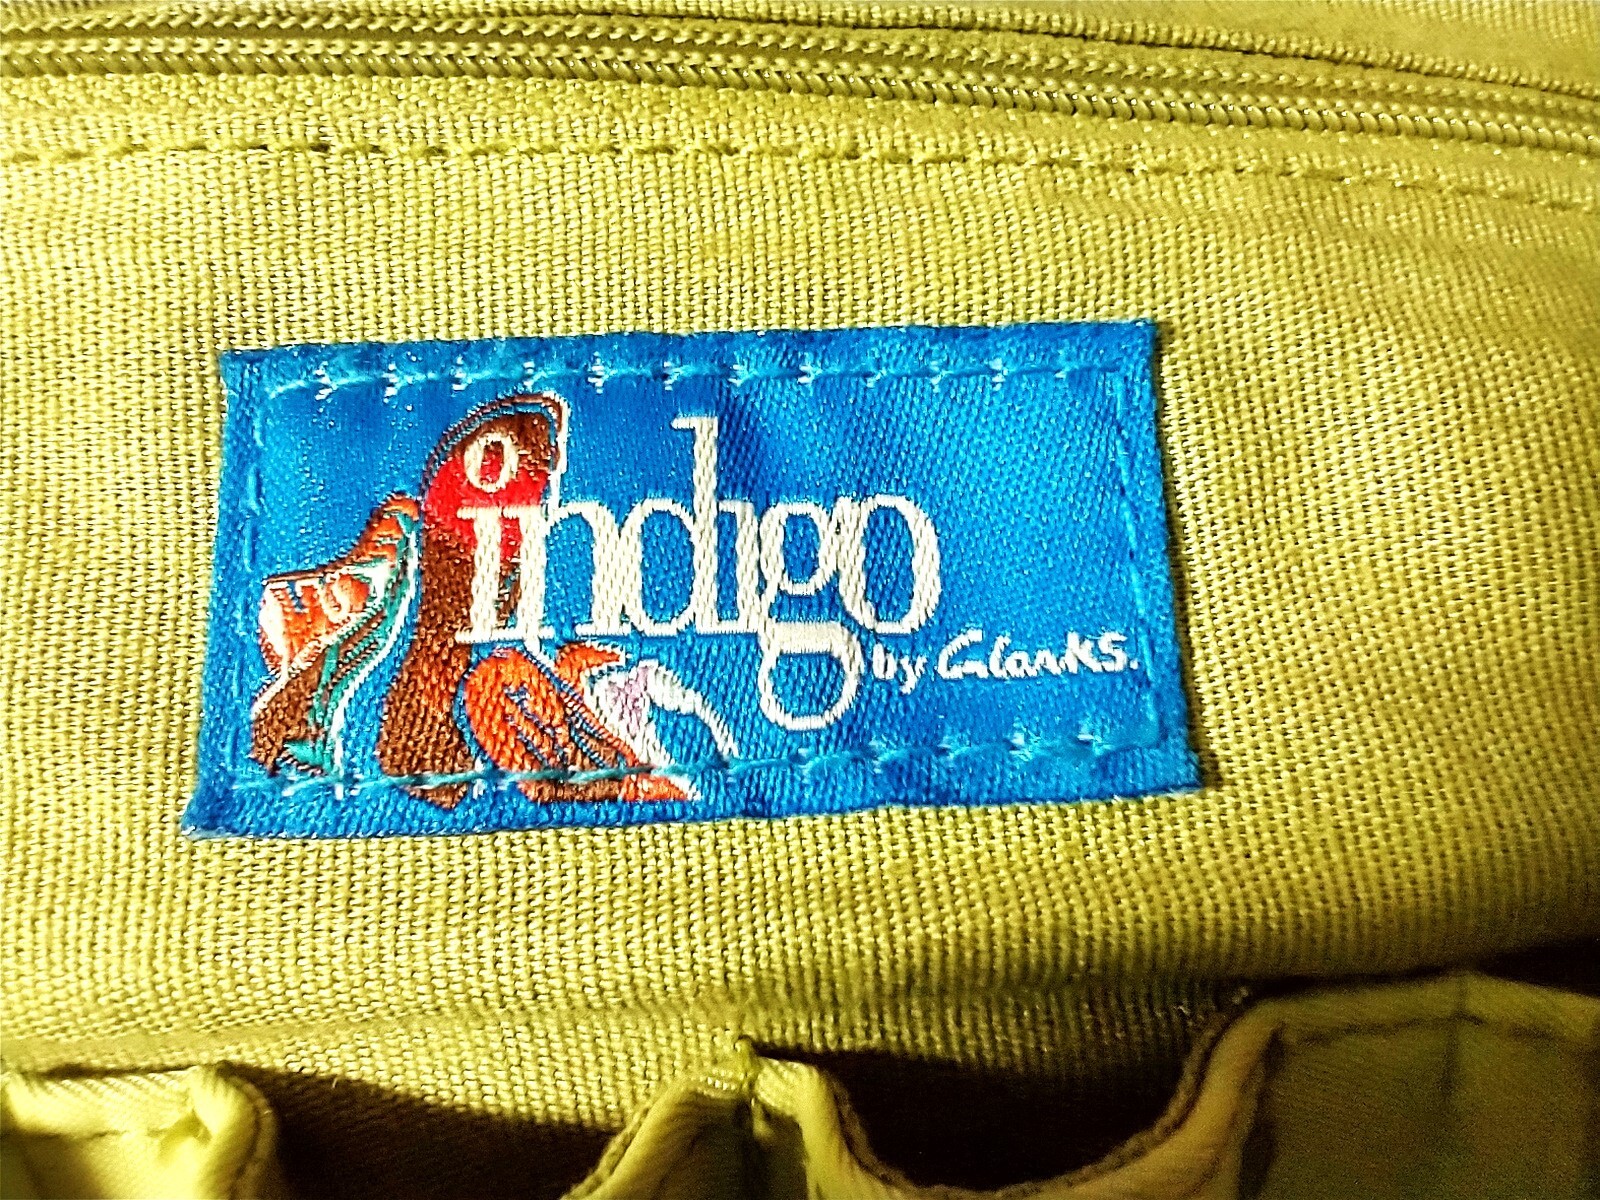 Indigo
by Clarks.